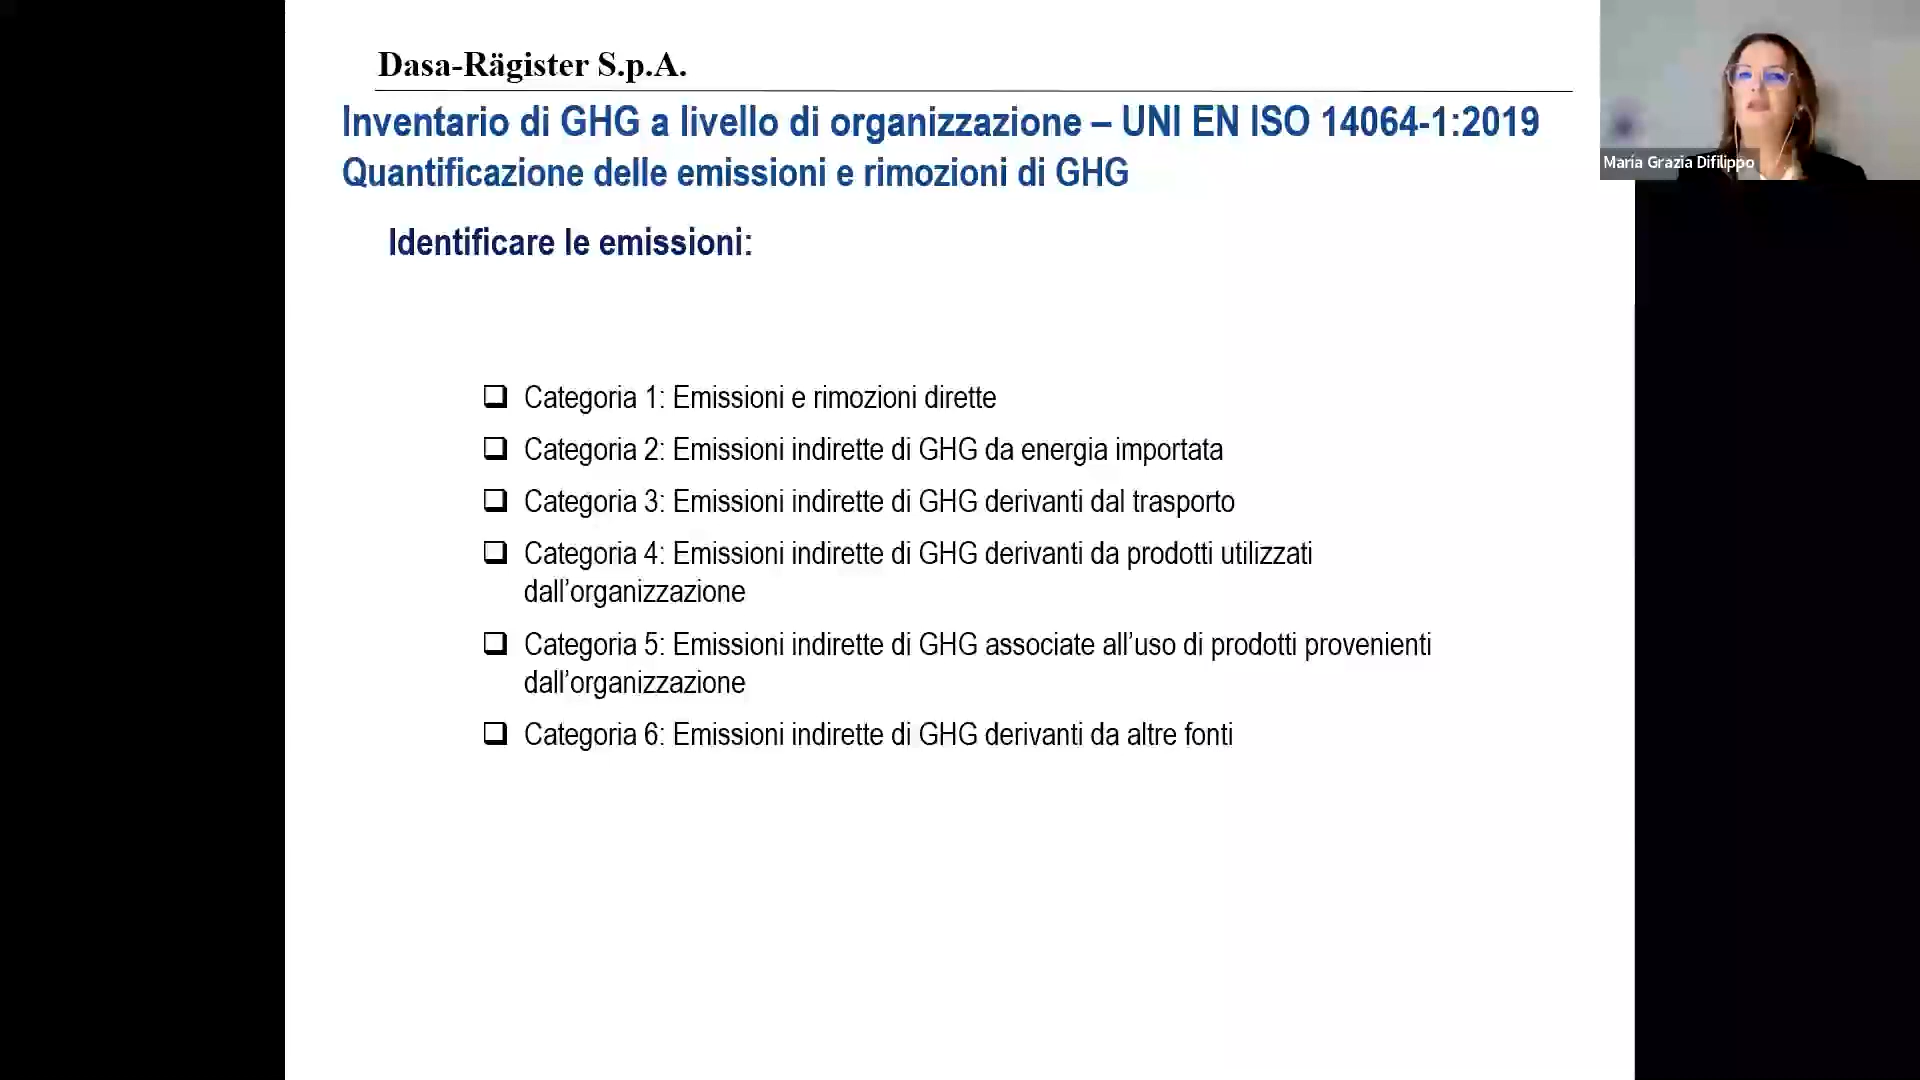 Dasa-Rägister S.p.A.
Inventario di GHG a livello di organizzazione – UNI EN ISO 14064-1:2019
Quantificazione delle emissioni e rimozioni di GHG
Identificare le emissioni:
Categoria 1: Emissioni e rimozioni dirette
Categoria 2: Emissioni indirette di GHG da energia importata
Categoria 3: Emissioni indirette di GHG derivanti dal trasporto
Categoria 4: Emissioni indirette di GHG derivanti da prodotti utilizzati
dall’organizzazione
Categoria 5: Emissioni indirette di GHG associate all’uso di prodotti provenienti
dall’organizzazione
Categoria 6: Emissioni indirette di GHG derivanti da altre fonti
Maria Grazia Difilippo